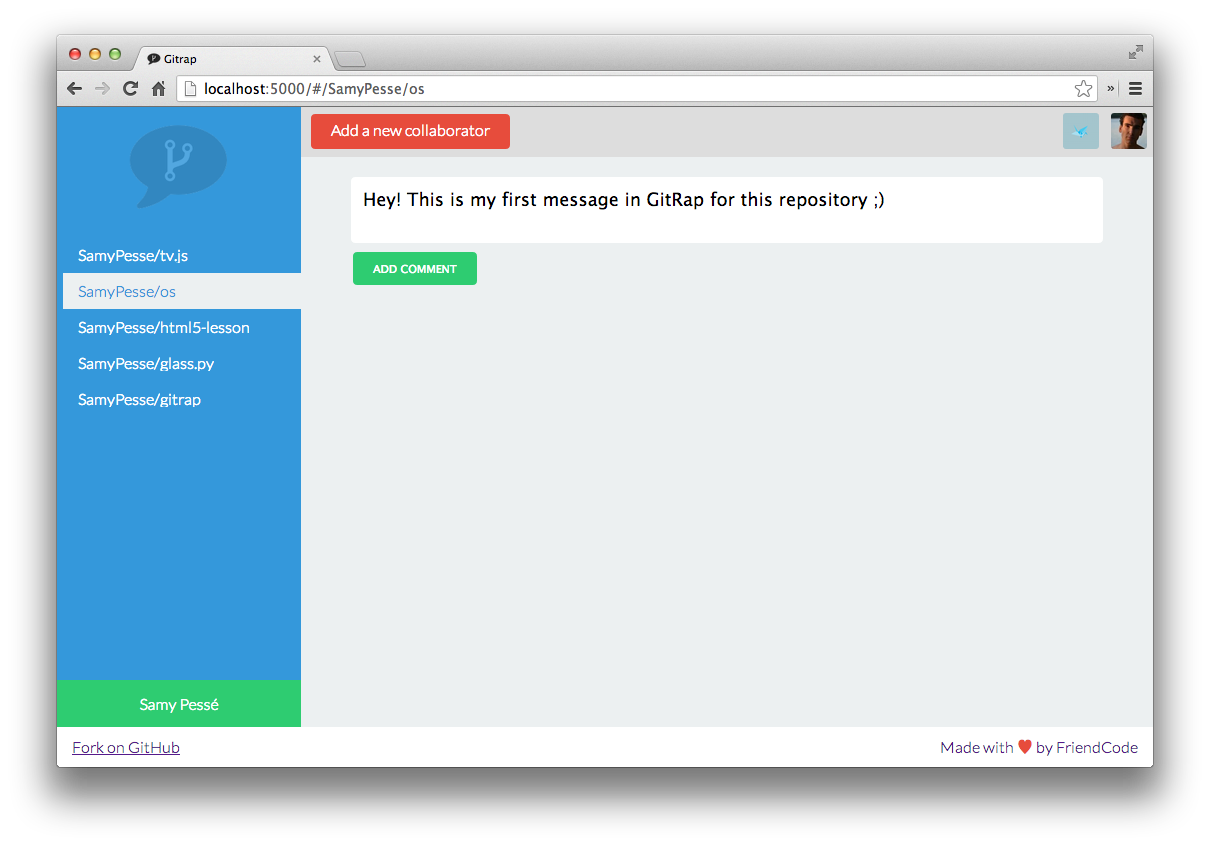 Gitrap
localhost:5000/#/SamyPesse/os
Add a new collaborator
SamyPesse/tv.js
SamyPesse/os
SamyPesse/html5-lesson
SamyPesse/glass.py
SamyPesse/gitrap
Hey! This is my first message in GitRap for this repository ;)
ADD COMMENT
Samy Pessé
Fork on GitHub
Made with ♥ by FriendCode